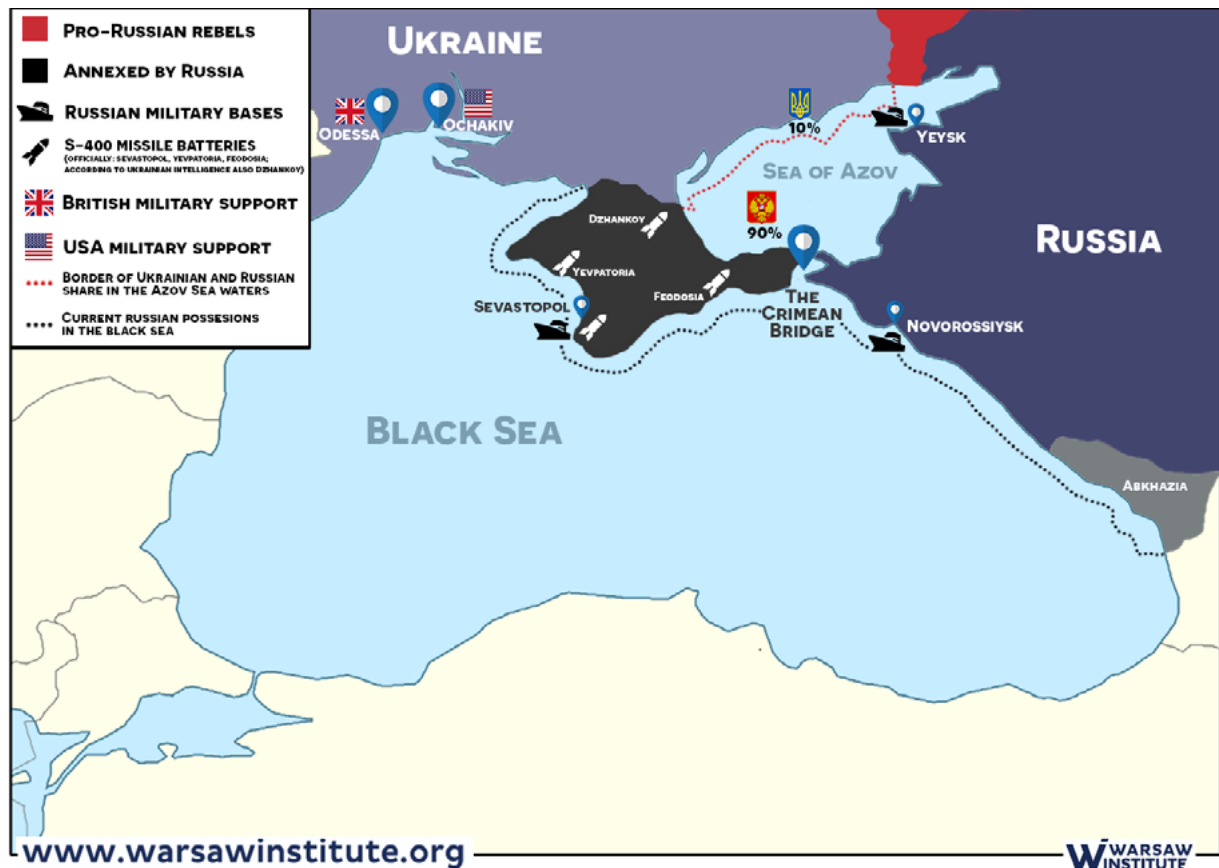 Pro-Russian rebels
Annexed by Russia
Russian military bases
S-400 missile batteries
(officially: Sevastopol, Yevpatoria, Feodosia;
according to Ukrainian intelligence also Dzhankoy)
British military support
USA military support
Border of Ukrainian and Russian
share in the Azov Sea waters
Current russian possesions
in the black sea
Ukraine
Odessa
Ochakiv
10%
Yeysk
Sea of Azov
90%
Russia
Dzhankoy
Yevpatoria
Feodosia
Sevastopol
The
Crimean
Bridge
Novorossiysk
Black Sea
Abkhazia
www.warsawinstitute.org
W WARSAW
INSTITUTE